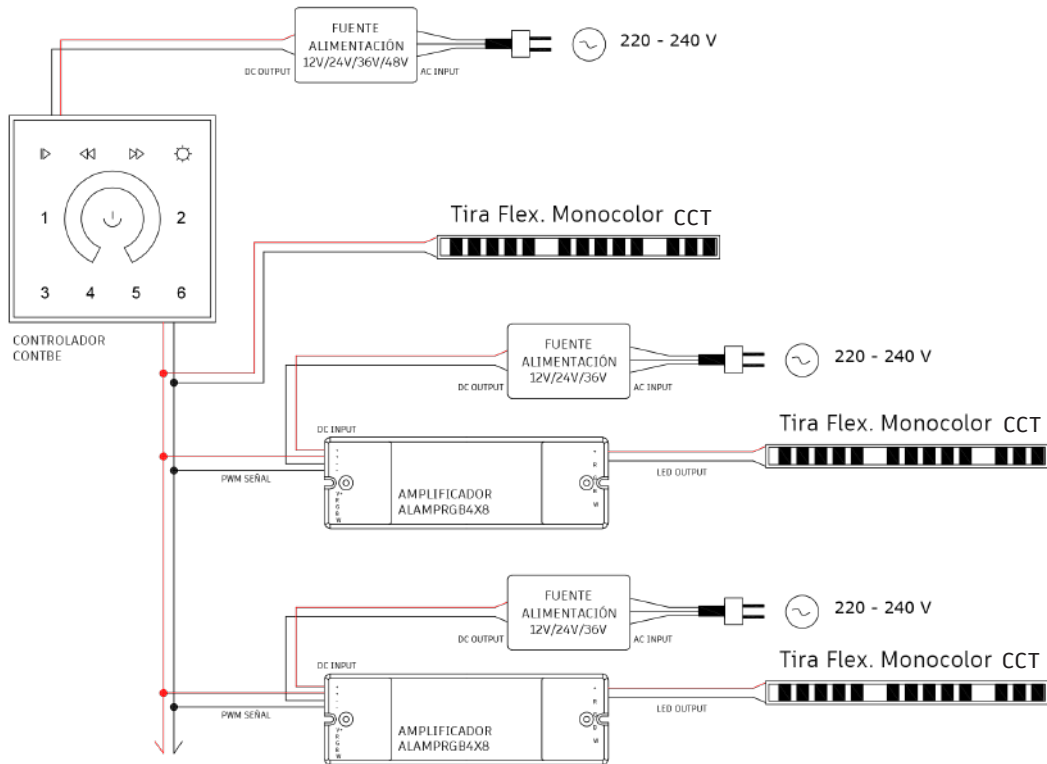 FUENTE
ALIMENTACIÓN
12V/24V/36V/48V
DC OUTPUT
AC INPUT
220 - 240 V
1
2
3 4 5 6
CONTROLADOR
CONTBE
Tira Flex. Monocolor CCT
FUENTE
ALIMENTACIÓN
12V/24V/36V
DC OUTPUT
AC INPUT
220 - 240 V
DC INPUT
PWM SEÑAL
V+
R
G
B
W
AMPLIFICADOR
ALAMPRGB4X8
LED OUTPUT
Tira Flex. Monocolor CCT
FUENTE
ALIMENTACIÓN
12V/24V/36V
DC OUTPUT
AC INPUT
220 - 240 V
DC INPUT
PWM SEÑAL
V+
R
G
B
W
AMPLIFICADOR
ALAMPRGB4X8
LED OUTPUT
Tira Flex. Monocolor CCT